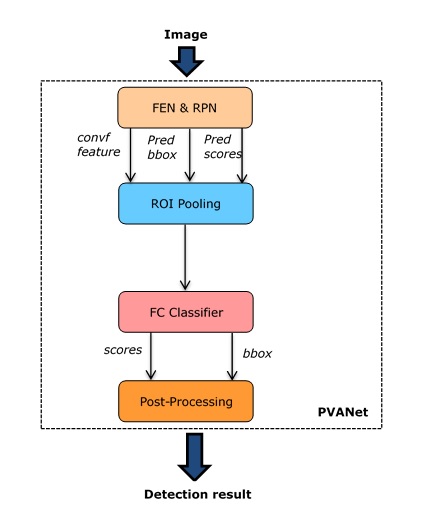 Image
FEN & RPN
convf
feature
Pred
bbox
Pred
scores
ROI Pooling
FC Classifier
scores
bbox
Post-Processing
PVANet
Detection result